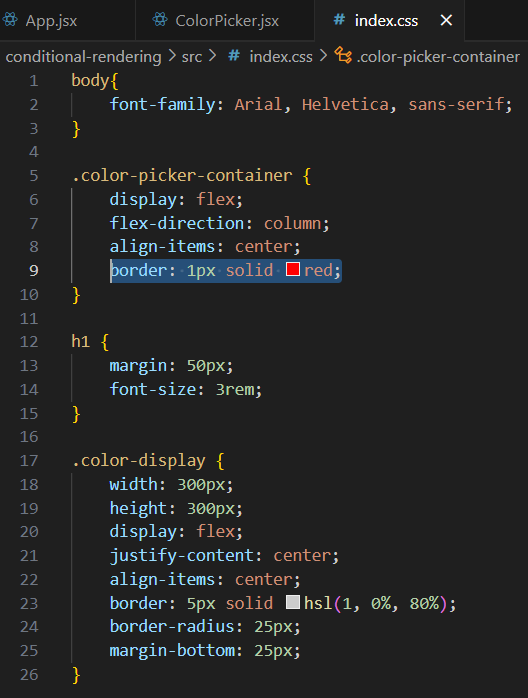 App.jsx ColorPicker.jsx # index.css ×
conditional-rendering > src > # index.css > .color-picker-container
1 body{
2 font-family: Arial, Helvetica, sans-serif;
3 }
4
5 .color-picker-container {
6 display: flex;
7 flex-direction: column;
8 align-items: center;
9 border: 1px solid red;
10 }
11
12 h1 {
13 margin: 50px;
14 font-size: 3rem;
15 }
16
17 .color-display {
18 width: 300px;
19 height: 300px;
20 display: flex;
21 justify-content: center;
22 align-items: center;
23 border: 5px solid hsl(1, 0%, 80%);
24 border-radius: 25px;
25 margin-bottom: 25px;
26 }